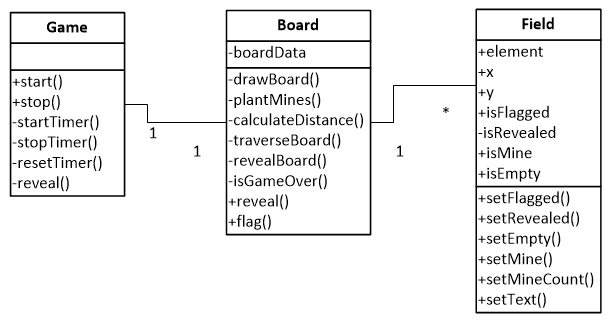 Game
+start()
+stop()
-startTimer()
-stopTimer()
-resetTimer()
-reveal()
1
1
Board
-boardData
-drawBoard()
-plantMines()
-calculateDistance()
-traverseBoard()
-revealBoard()
-isGameOver()
+reveal()
+flag()
1
*
Field
+element
+x
+y
+isFlagged
-isRevealed
+isMine
+isEmpty
+setFlagged()
+setRevealed()
+setEmpty()
+setMine()
+setMineCount()
+setText()